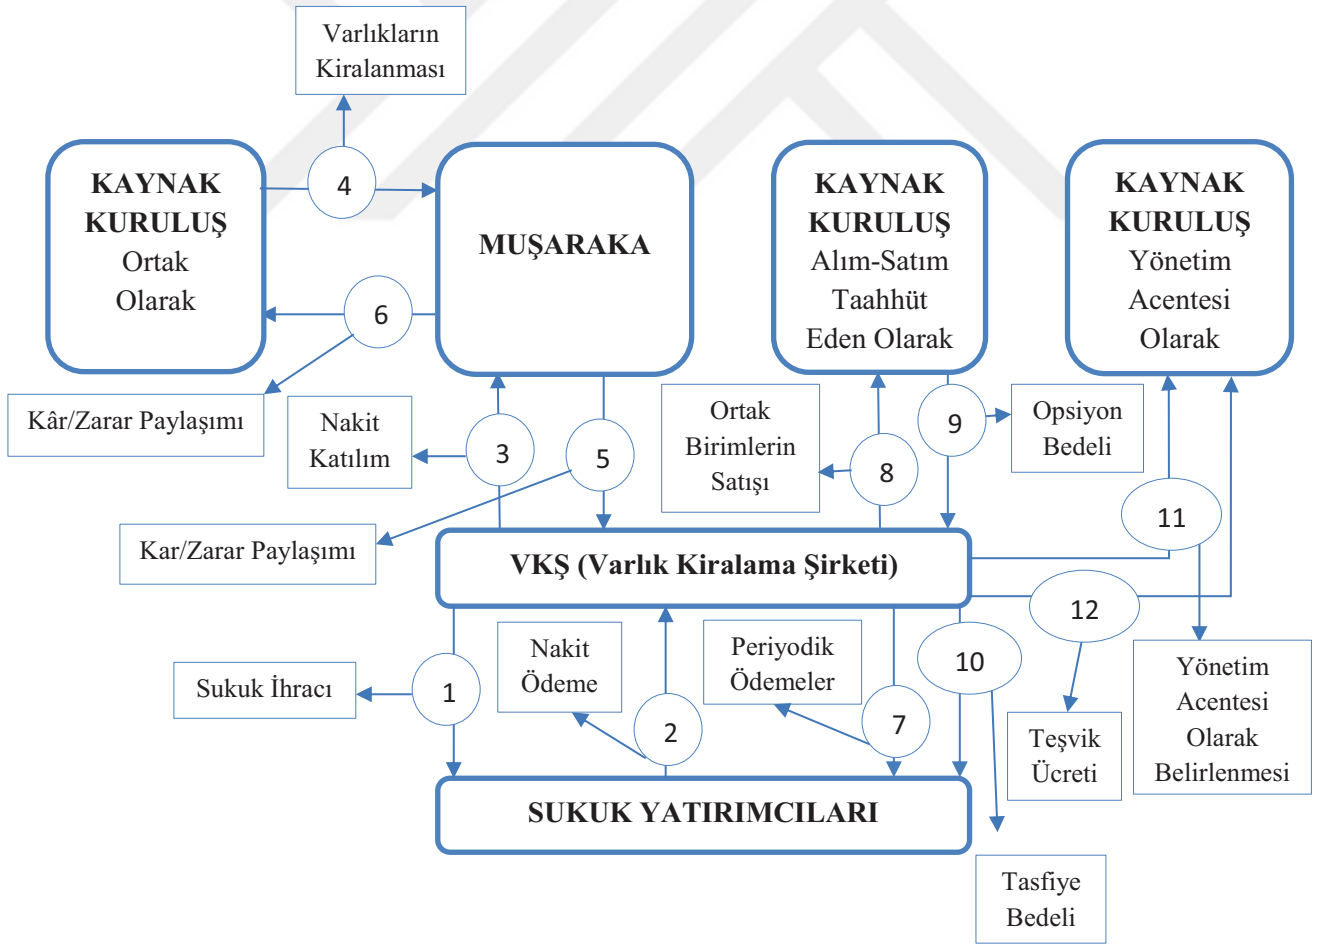 Varlıkların
Kiralanması
KAYNAK
KURULUŞ
Ortak
Olarak
4
MUŞARAKA
KAYNAK
KURULUŞ
Alım-Satım
Taahhüt
Eden Olarak
KAYNAK
KURULUŞ
Yönetim
Acentesi
Olarak
6
Kâr/Zarar Paylaşımı
Nakit
Katılım
3
5
Ortak
Birimlerin
Satışı
8
9
Opsiyon
Bedeli
11
Kar/Zarar Paylaşımı
VKŞ (Varlık Kiralama Şirketi)
12
Sukuk İhracı
1
Nakit
Ödeme
2
Periyodik
Ödemeler
7
10
Teşvik
Ücreti
Yönetim
Acentesi
Olarak
Belirlenmesi
SUKUK YATIRIMCILARI
Tasfiye
Bedeli